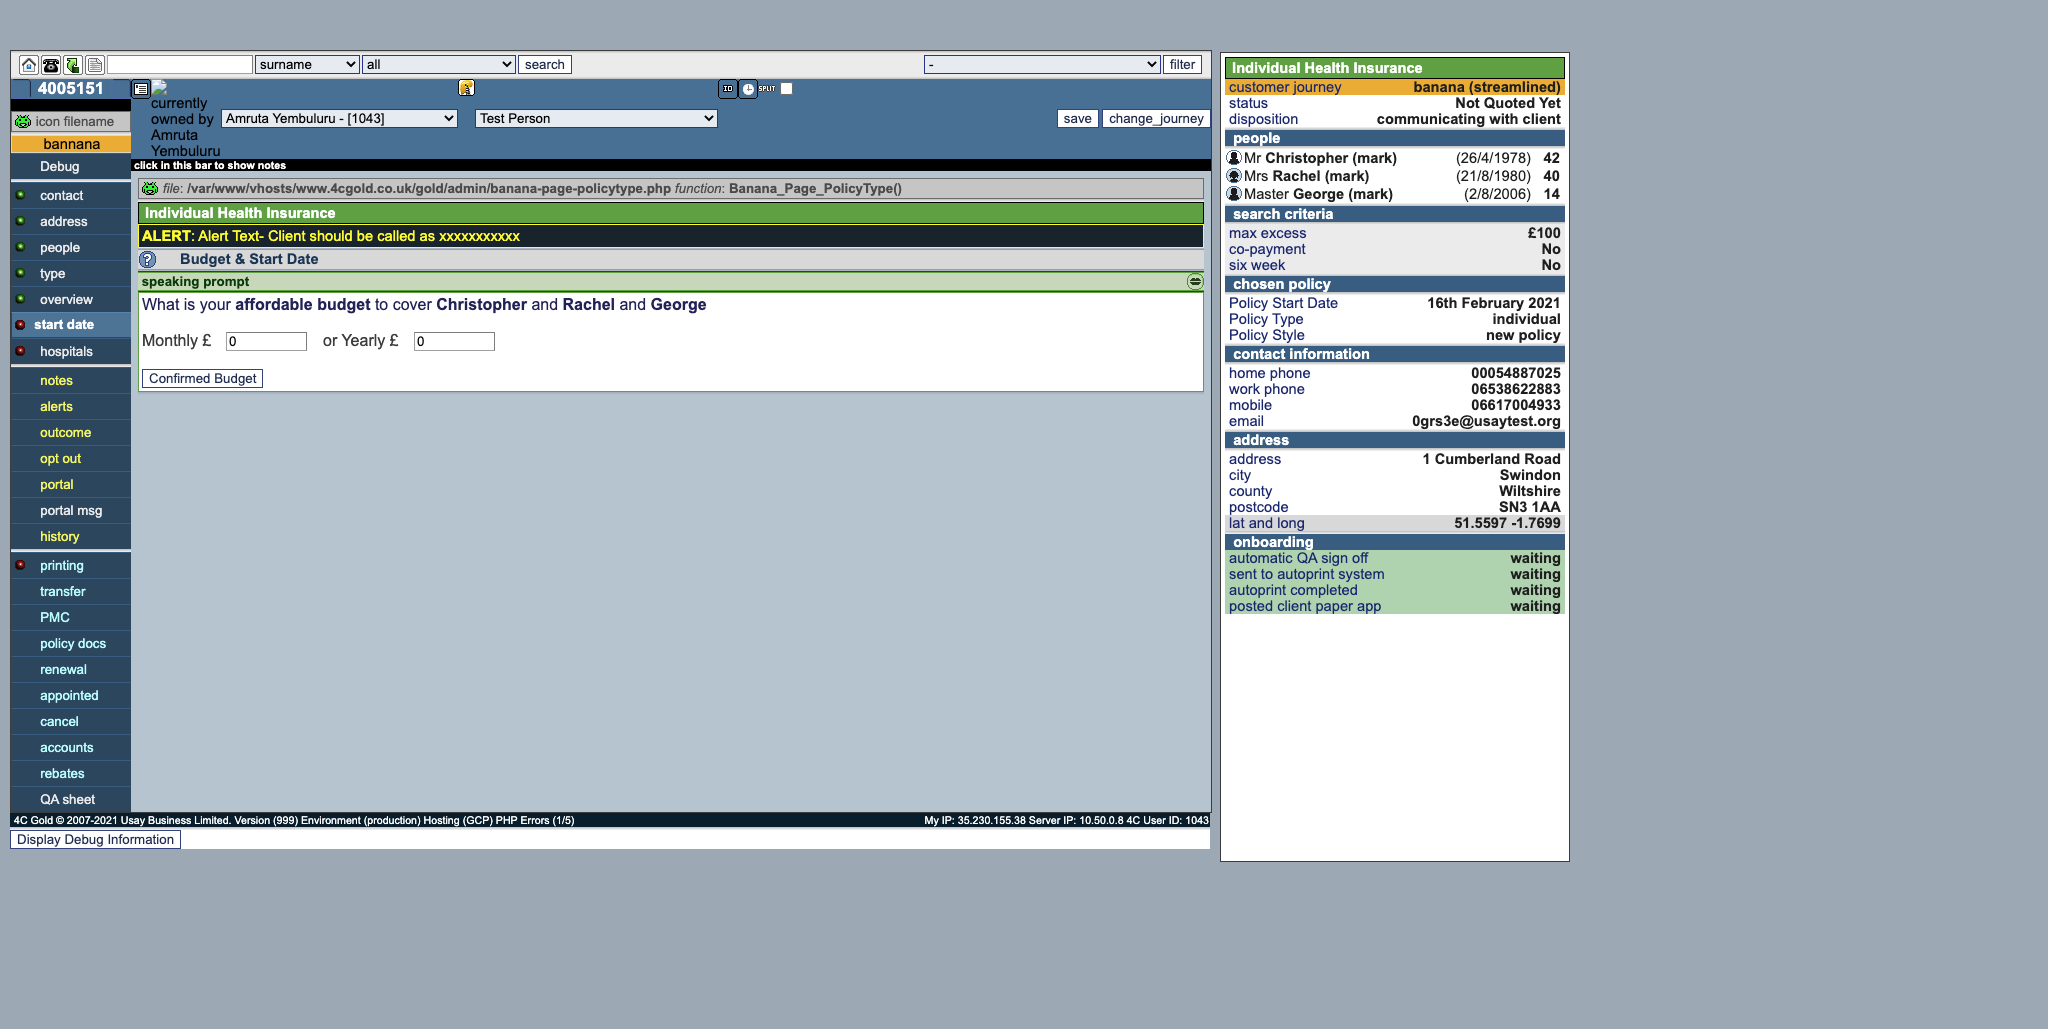 surname all search - filter
4005151 ID SPLIT
currently owned by Amruta Yembuluru
Amruta Yembuluru - [1043] Test Person save change_journey
icon filename
bannana
Debug
contact
address
people
type
overview
start date
hospitals
notes
alerts
outcome
opt out
portal
portal msg
history
printing
transfer
PMC
policy docs
renewal
appointed
cancel
accounts
rebates
QA sheet
click in this bar to show notes
file: /var/www/vhosts/www.4cgold.co.uk/gold/admin/banana-page-policytype.php function: Banana_Page_PolicyType()
Individual Health Insurance
ALERT: Alert Text- Client should be called as xxxxxxxxxxx
? Budget & Start Date
speaking prompt
What is your affordable budget to cover Christopher and Rachel and George
Monthly £ 0 or Yearly £ 0
Confirmed Budget
4C Gold © 2007-2021 Usay Business Limited. Version (999) Environment (production) Hosting (GCP) PHP Errors (1/5) My IP: 35.230.155.38 Server IP: 10.50.0.8 4C User ID: 1043
Display Debug Information
Individual Health Insurance
customer journey banana (streamlined)
status Not Quoted Yet
disposition communicating with client
people
Mr Christopher (mark) (26/4/1978) 42
Mrs Rachel (mark) (21/8/1980) 40
Master George (mark) (2/8/2006) 14
search criteria
max excess £100
co-payment No
six week No
chosen policy
Policy Start Date 16th February 2021
Policy Type individual
Policy Style new policy
contact information
home phone 00054887025
work phone 06538622883
mobile 06617004933
email 0grs3e@usaytest.org
address
address 1 Cumberland Road
city Swindon
county Wiltshire
postcode SN3 1AA
lat and long 51.5597 -1.7699
onboarding
automatic QA sign off waiting
sent to autoprint system waiting
autoprint completed waiting
posted client paper app waiting